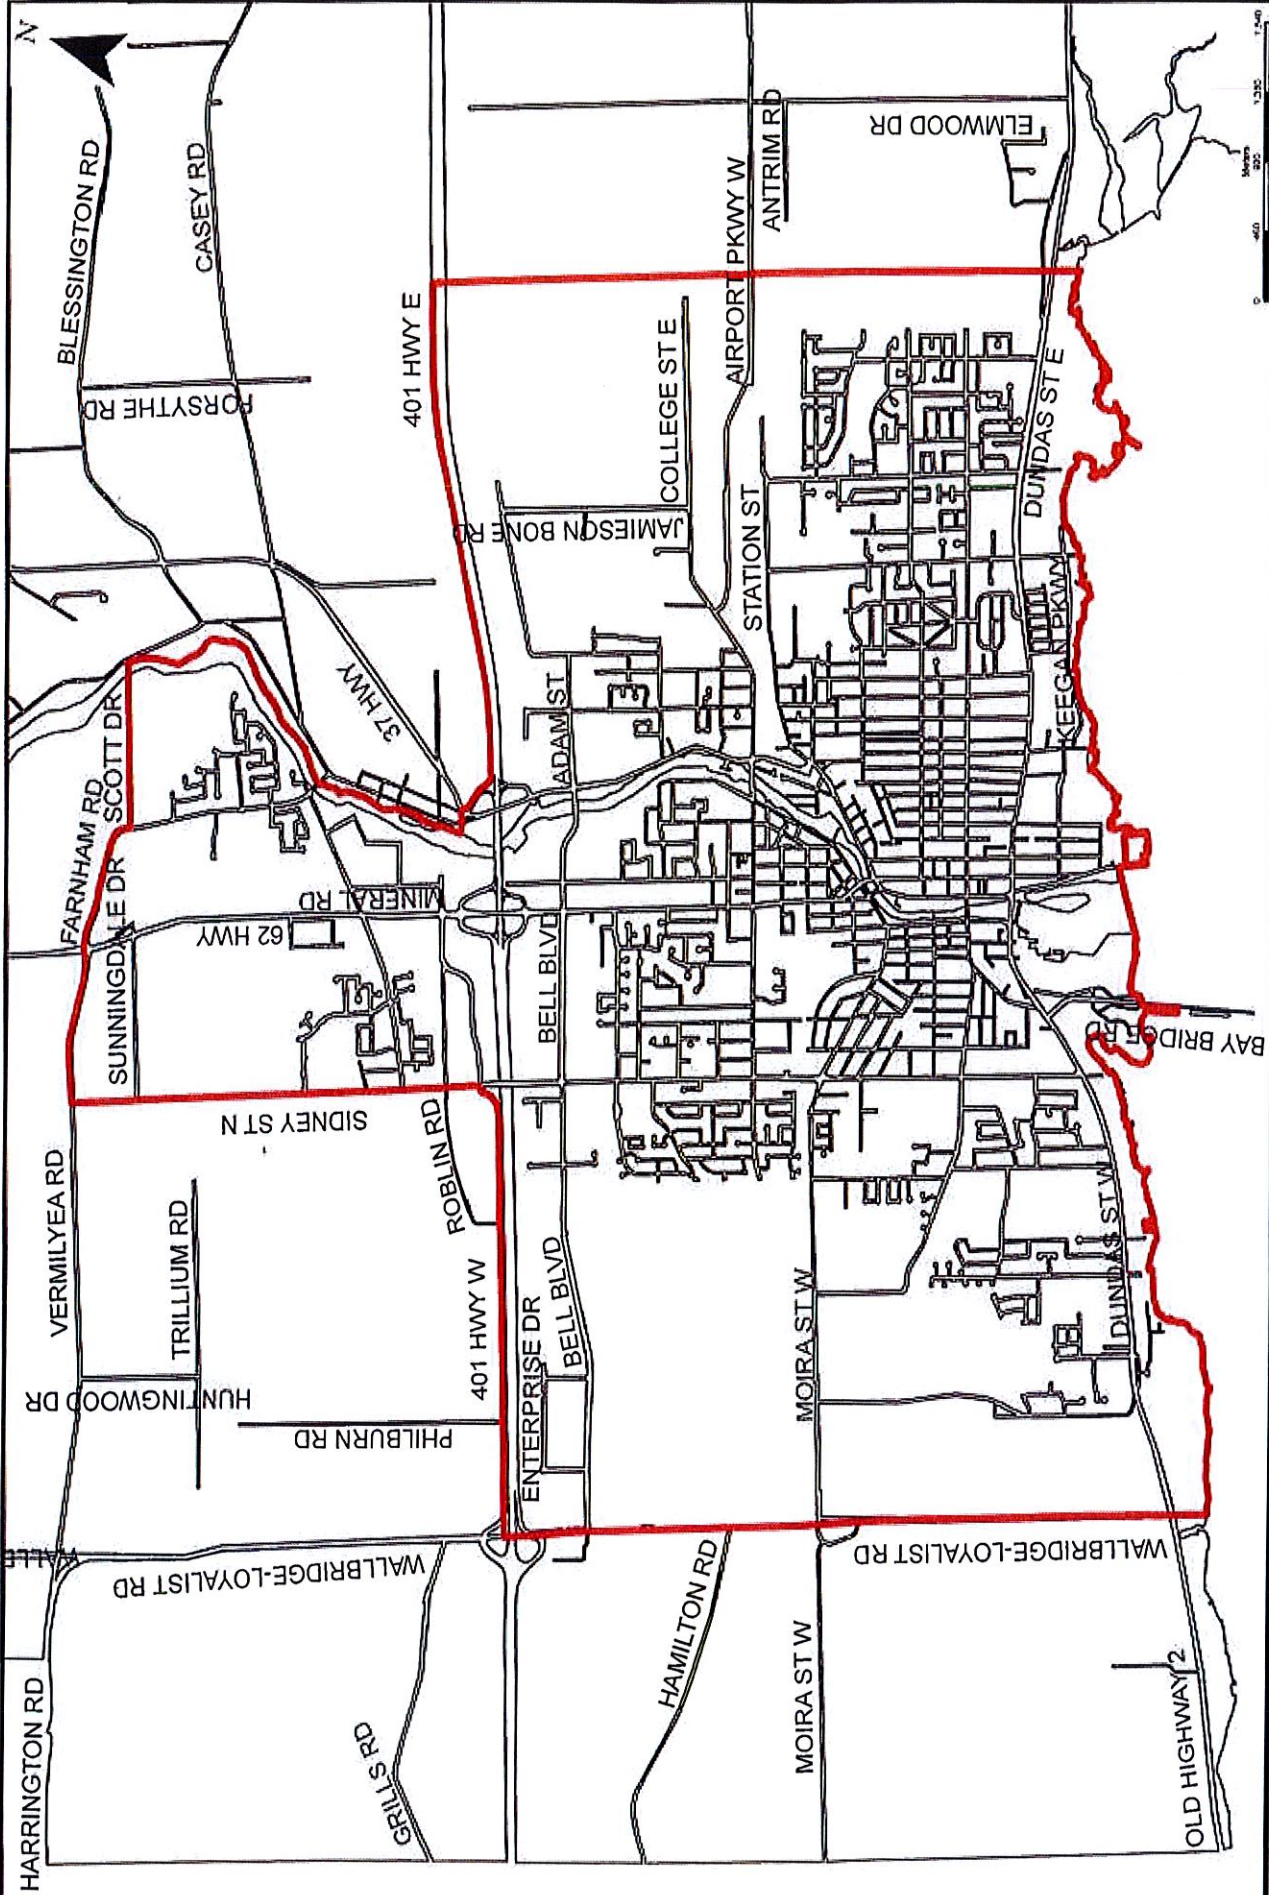 N
HARRINGTON RD
VERMILYEA RD
FARNHAM RD
BLESSINGTON RD
HUNTINGWOOD DR
TRILLIUM RD
SUNNINGDALE DR
SCOTT DR
CASEY RD
FORSYTHE RD
WALLBRIDGE-LOYALIST RD
PHILBURN RD
SIDNEY ST N
62 HWY
MINERAL RD
37 HWY
GRILLS RD
ROBLIN RD
401 HWY W
401 HWY E
ENTERPRISE DR
BELL BLVD
BELL BLVD
ADAM ST
JAMIESON BONE RD
COLLEGE ST E
HAMILTON RD
STATION ST
AIRPORT PKWY W
ANTRIM RD
MOIRA ST W
MOIRA ST W
WALLBRIDGE-LOYALIST RD
ELMWOOD DR
DUNDAS ST W
DUNDAS ST E
KEEGAN PKWY
BAY BRIDGE RD
OLD HIGHWAY 2
Meters
0